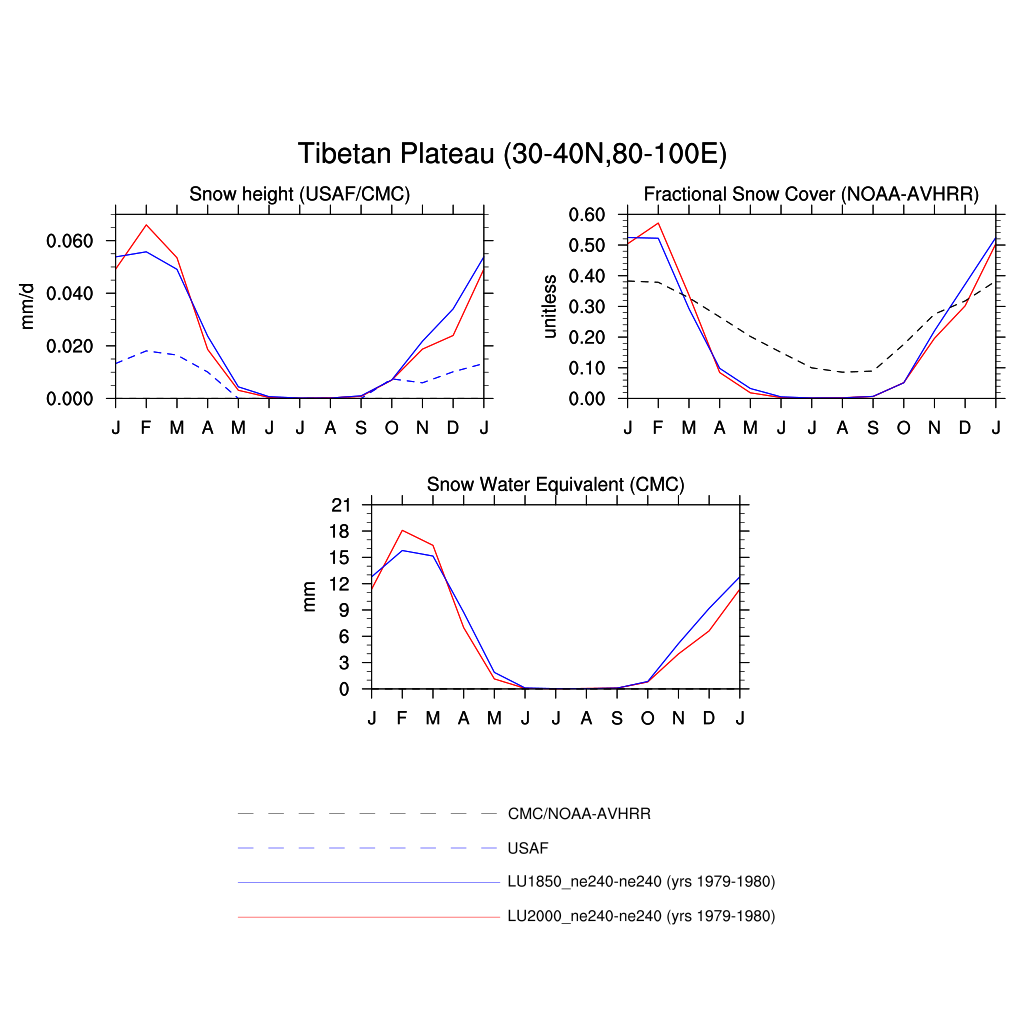 Tibetan Plateau (30-40N,80-100E)
Snow height (USAF/CMC)
0.060
0.040
0.020
0.000
mm/d
J F M A M J J A S O N D J
Fractional Snow Cover (NOAA-AVHRR)
0.60
0.50
0.40
0.30
0.20
0.10
0.00
unitless
J F M A M J J A S O N D J
Snow Water Equivalent (CMC)
21
18
15
12
9
6
3
0
mm
J F M A M J J A S O N D J
CMC/NOAA-AVHRR
USAF
LU1850_ne240-ne240 (yrs 1979-1980)
LU2000_ne240-ne240 (yrs 1979-1980)